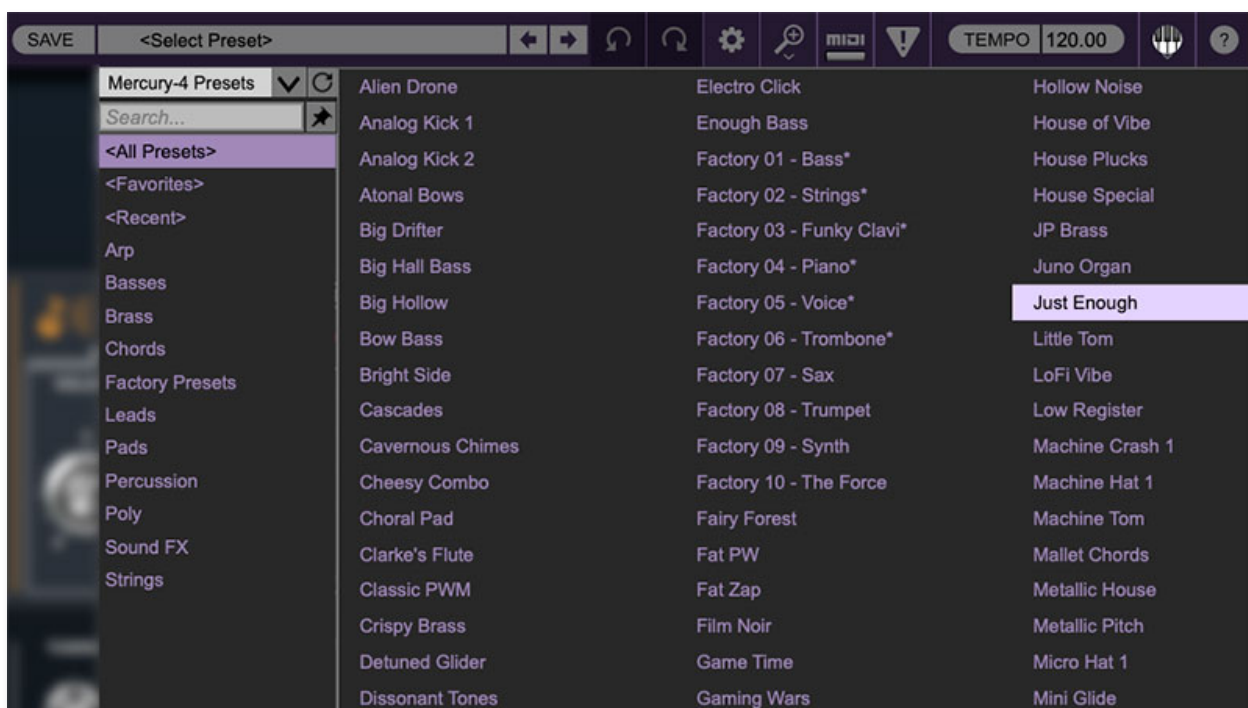 SAVE
<Select Preset>
MIDI
TEMPO 120.00
?
Mercury-4 Presets
Search...
<All Presets>
<Favorites>
<Recent>
Arp
Basses
Brass
Chords
Factory Presets
Leads
Pads
Percussion
Poly
Sound FX
Strings
Alien Drone
Analog Kick 1
Analog Kick 2
Atonal Bows
Big Drifter
Big Hall Bass
Big Hollow
Bow Bass
Bright Side
Cascades
Cavernous Chimes
Cheesy Combo
Choral Pad
Clarke's Flute
Classic PWM
Crispy Brass
Detuned Glider
Dissonant Tones
Electro Click
Enough Bass
Factory 01 - Bass*
Factory 02 - Strings*
Factory 03 - Funky Clavi*
Factory 04 - Piano*
Factory 05 - Voice*
Factory 06 - Trombone*
Factory 07 - Sax
Factory 08 - Trumpet
Factory 09 - Synth
Factory 10 - The Force
Fairy Forest
Fat PW
Fat Zap
Film Noir
Game Time
Gaming Wars
Hollow Noise
House of Vibe
House Plucks
House Special
JP Brass
Juno Organ
Just Enough
Little Tom
LoFi Vibe
Low Register
Machine Crash 1
Machine Hat 1
Machine Tom
Mallet Chords
Metallic House
Metallic Pitch
Micro Hat 1
Mini Glide